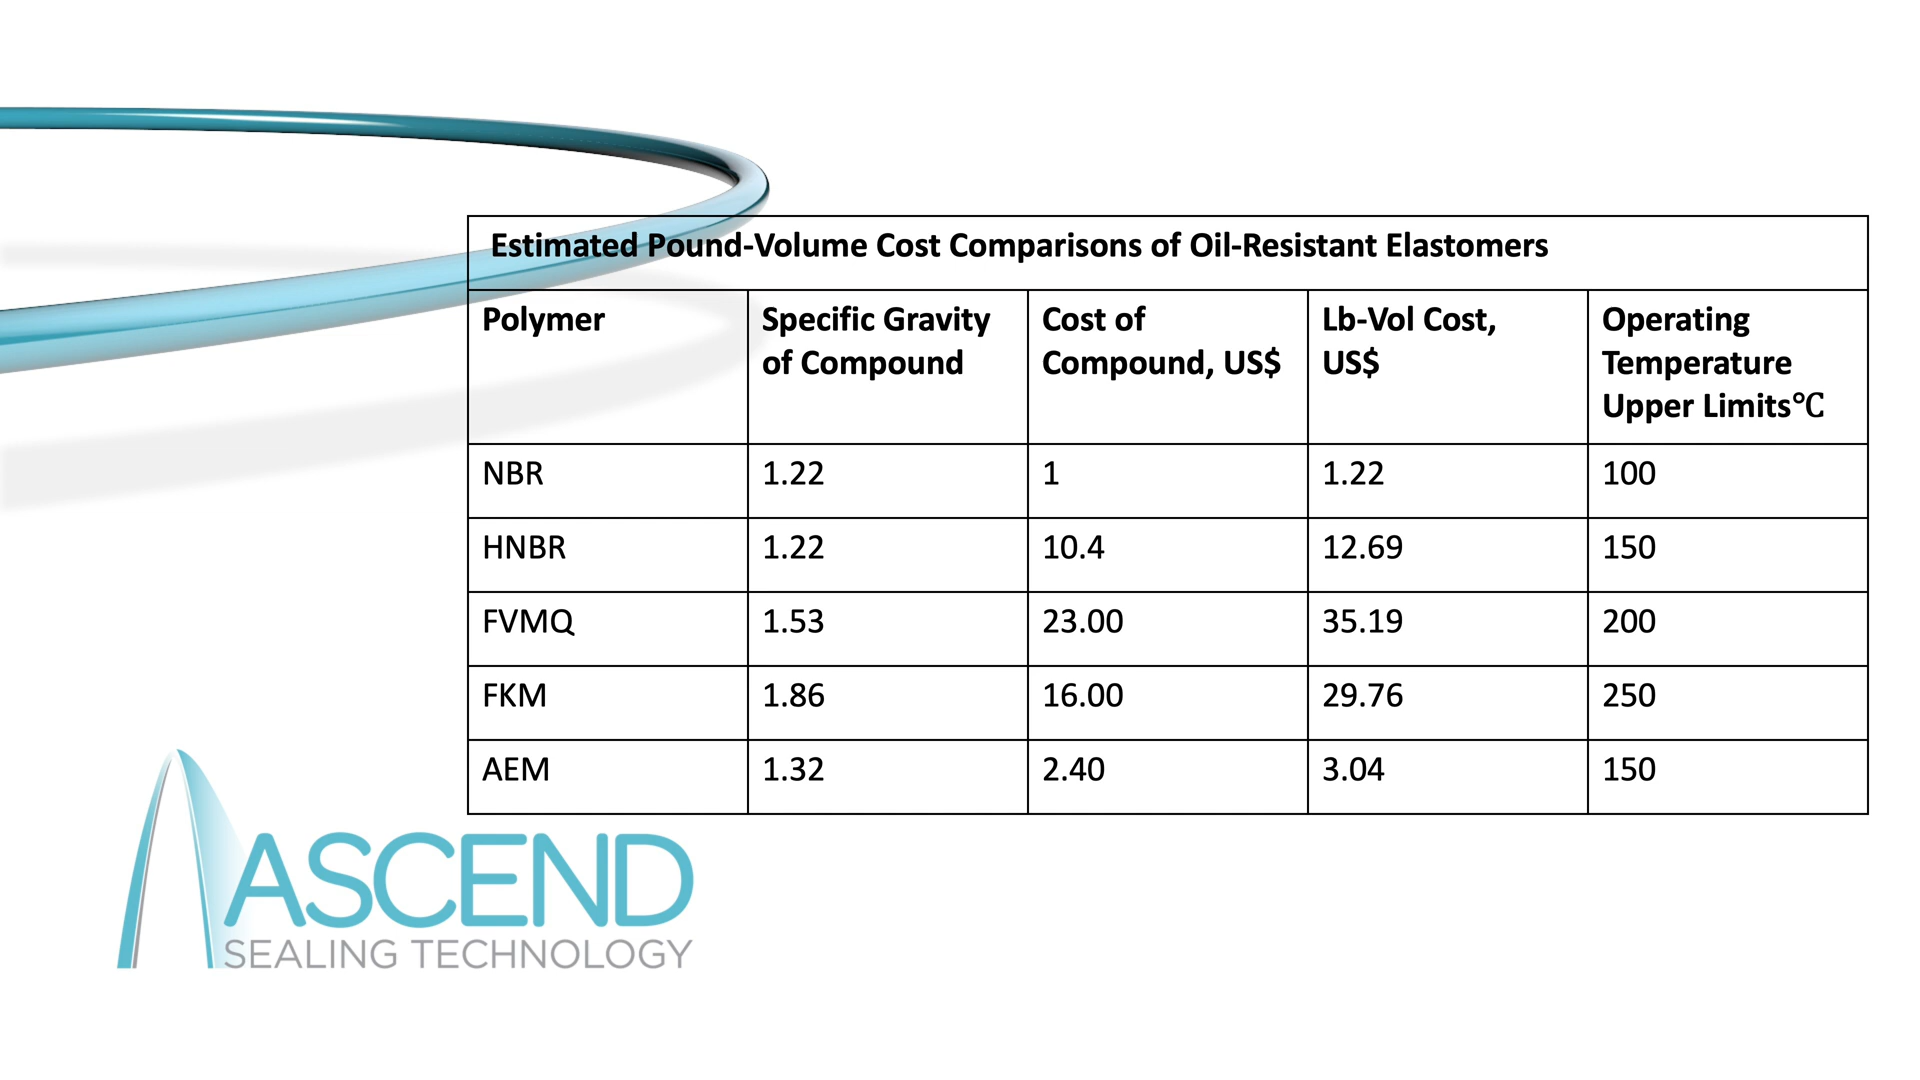 Estimated Pound-Volume Cost Comparisons of Oil-Resistant Elastomers
Polymer
Specific Gravity
of Compound
Cost of
Compound, US$
Lb-Vol Cost,
US$
Operating
Temperature
Upper Limits℃
NBR 1.22 1 1.22 100
HNBR 1.22 10.4 12.69 150
FVMQ 1.53 23.00 35.19 200
FKM 1.86 16.00 29.76 250
AEM 1.32 2.40 3.04 150
ASCEND
SEALING TECHNOLOGY